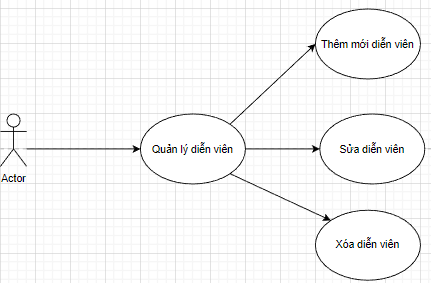 Thêm mới diễn viên
Quản lý diễn viên
Sửa diễn viên
Actor
Xóa diễn viên